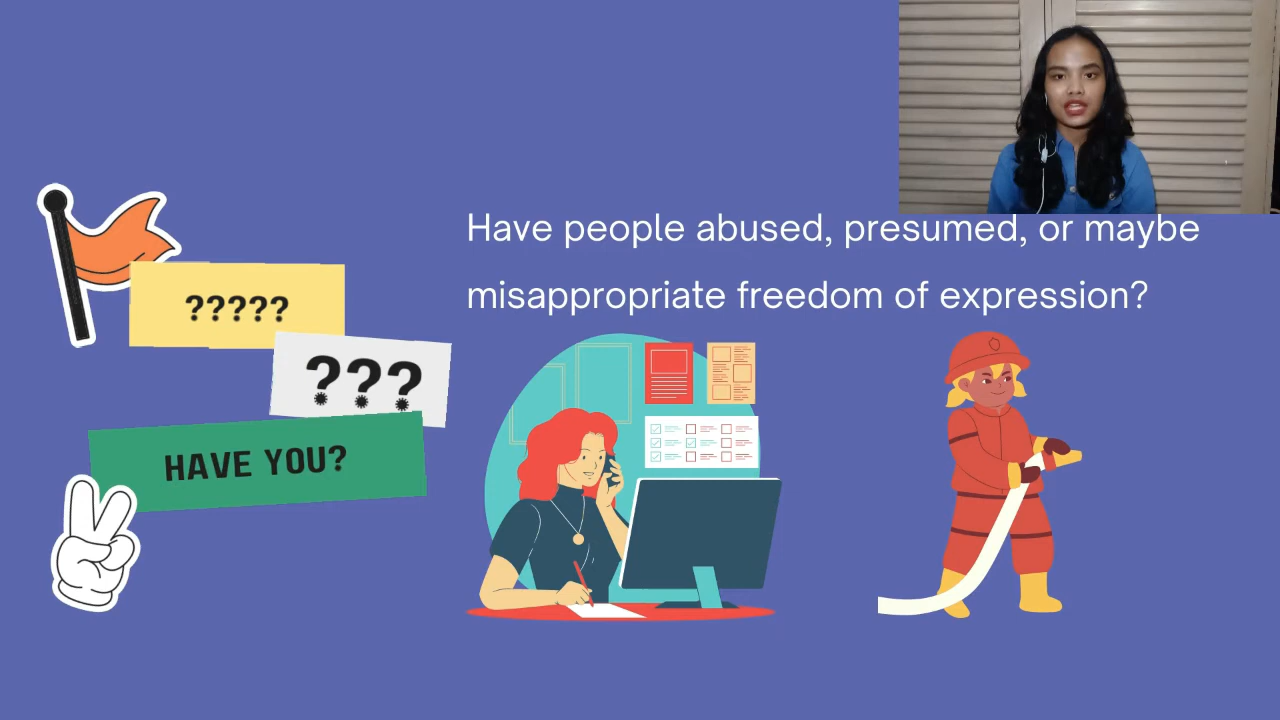 Have people abused, presumed, or maybe
misappropriate freedom of expression?
?????
???
HAVE YOU?